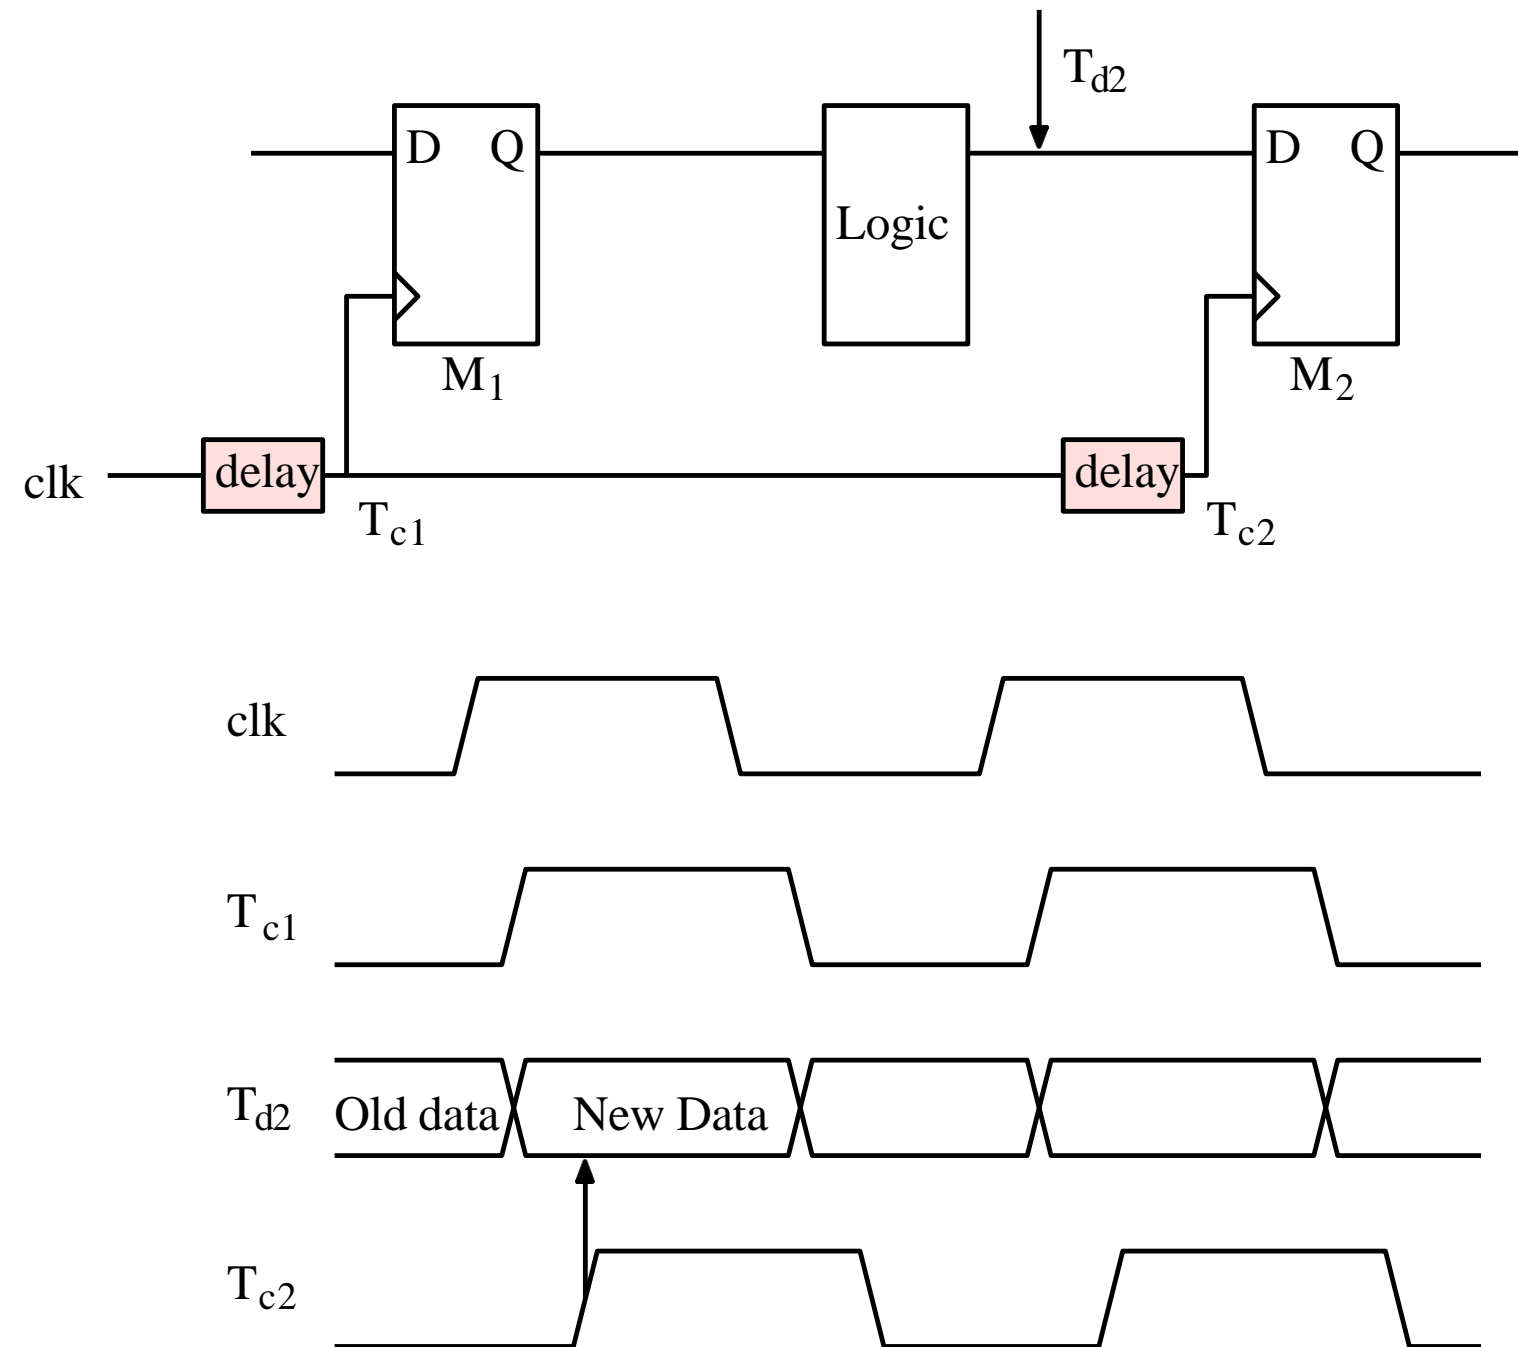 Td2
D Q
Logic
D Q
M1
M2
clk
delay
delay
Tc1
Tc2
clk
Tc1
Td2
Old data
New Data
Tc2